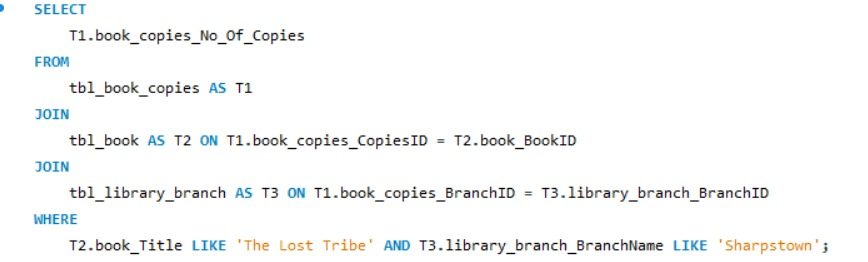 SELECT
T1.book_copies_No_Of_Copies
FROM
tbl_book_copies AS T1
JOIN
tbl_book AS T2 ON T1.book_copies_CopiesID = T2.book_BookID
JOIN
tbl_library_branch AS T3 ON T1.book_copies_BranchID = T3.library_branch_BranchID
WHERE
T2.book_Title LIKE 'The Lost Tribe' AND T3.library_branch_BranchName LIKE 'Sharpstown';